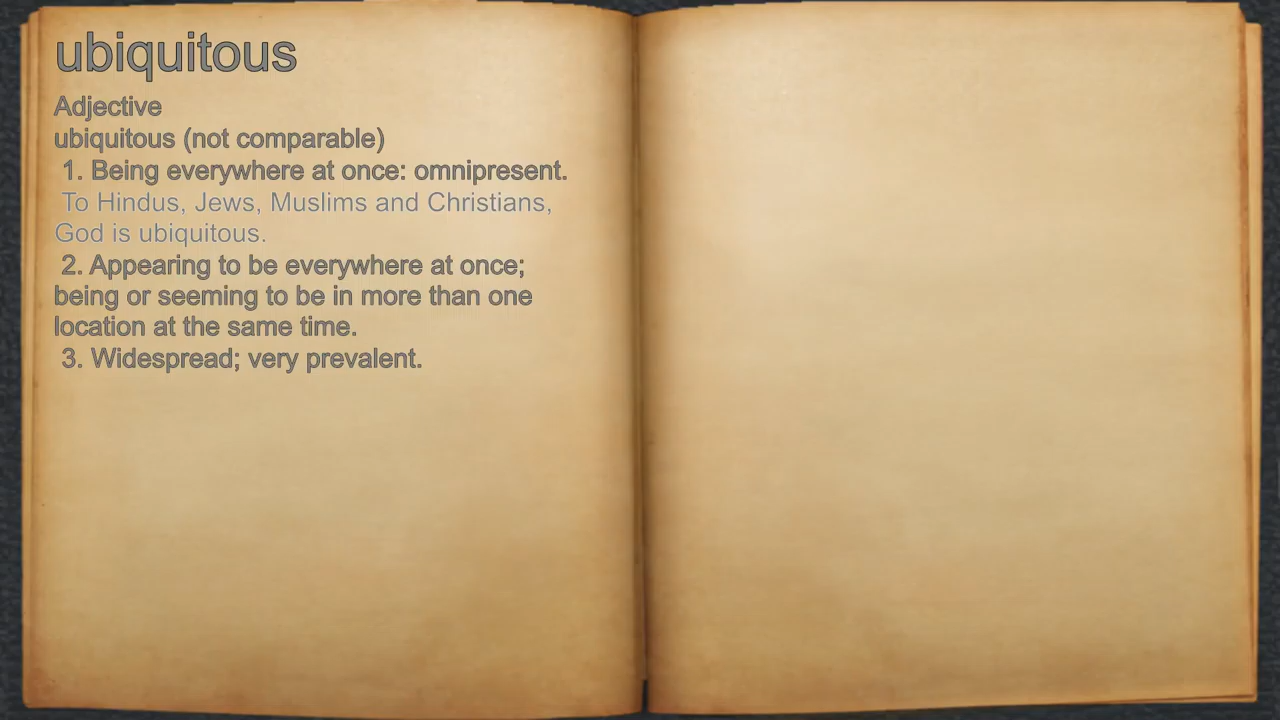 ubiquitous
Adjective
ubiquitous (not comparable)
1. Being everywhere at once: omnipresent.
To Hindus, Jews, Muslims and Christians,
God is ubiquitous.
2. Appearing to be everywhere at once;
being or seeming to be in more than one
location at the same time.
3. Widespread; very prevalent.